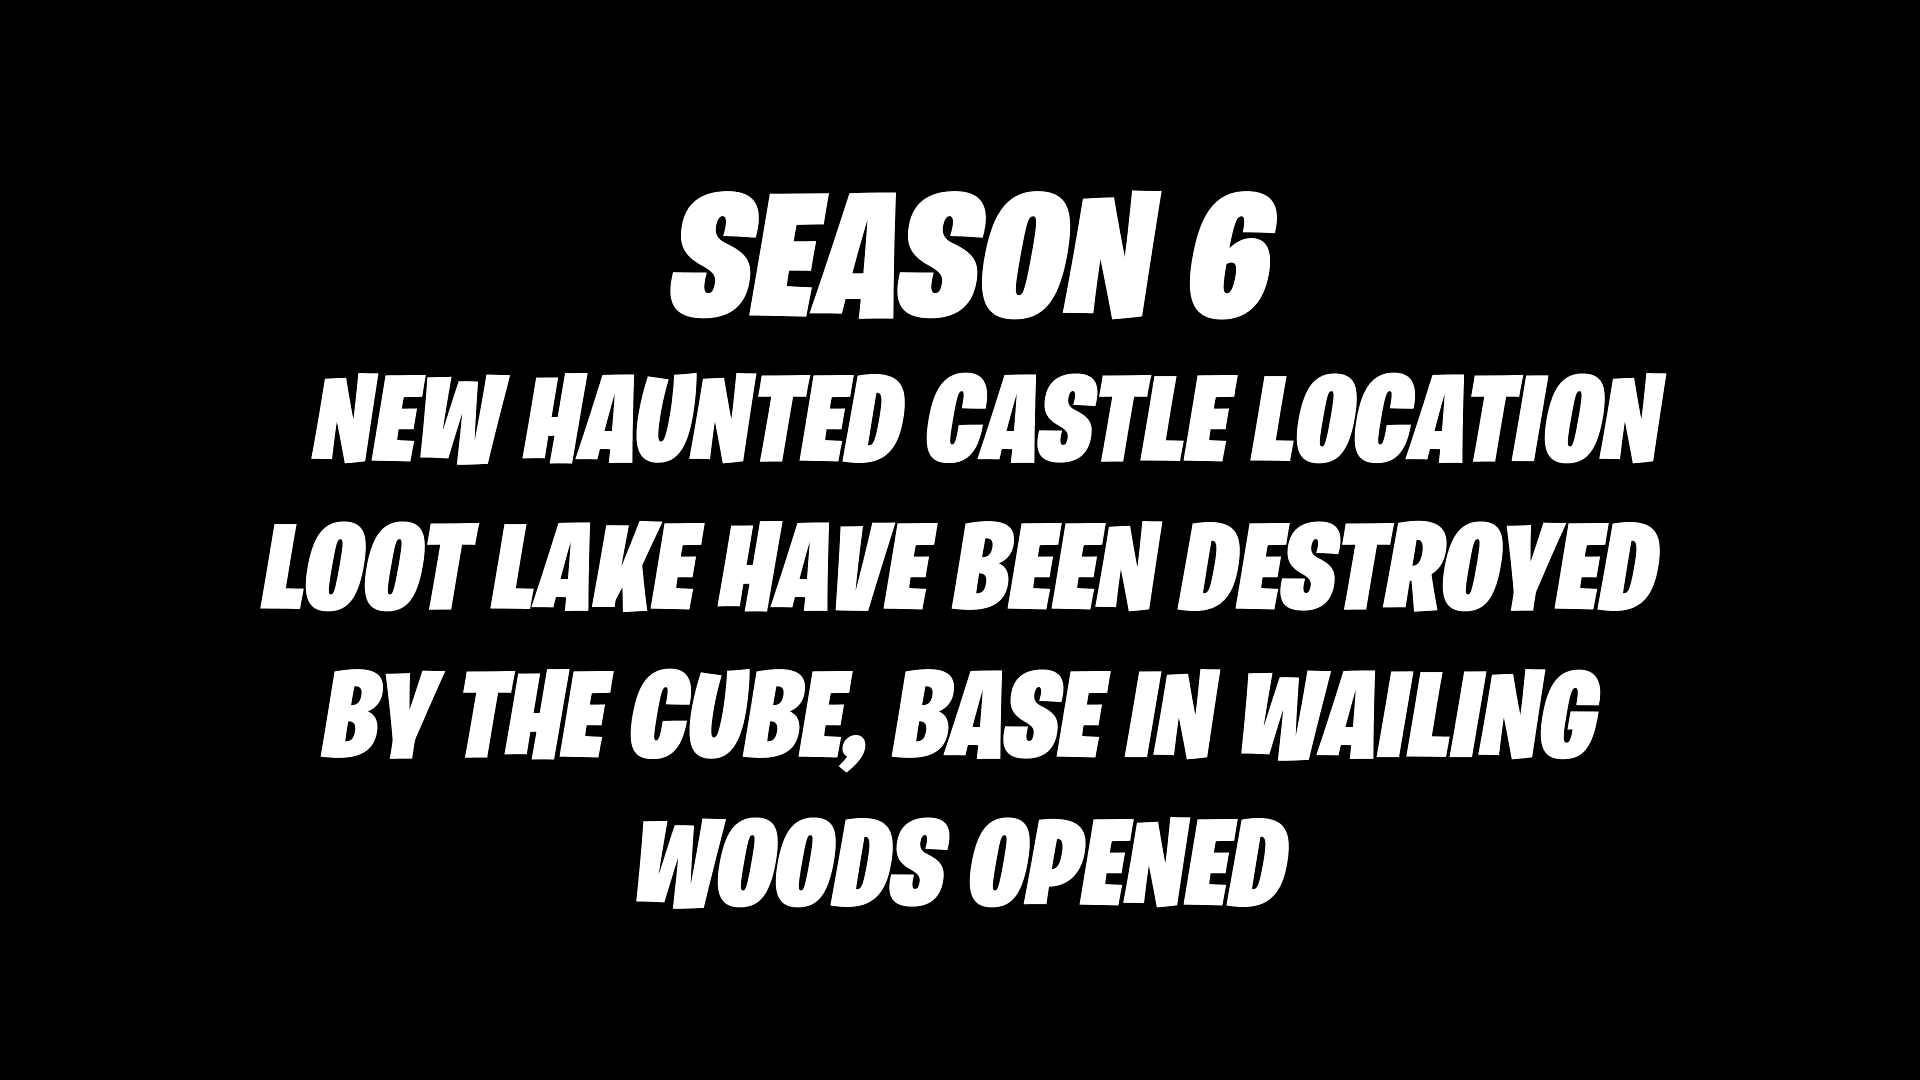 SEASON 6
NEW HAUNTED CASTLE LOCATION
LOOT LAKE HAVE BEEN DESTROYED
BY THE CUBE, BASE IN WAILING
WOODS OPENED